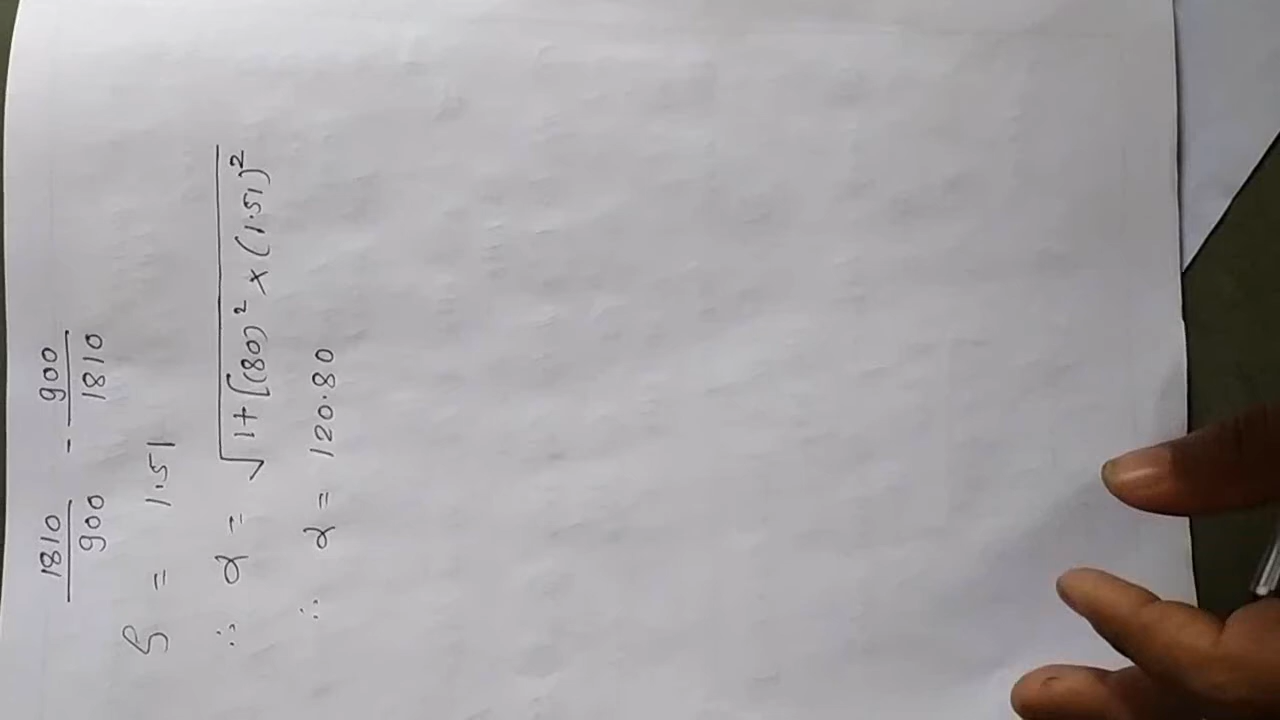 1810/900 - 900/1810
S = 1.51
∴ α = √1+[(80)² × (1.51)²
∴ α = 120.80